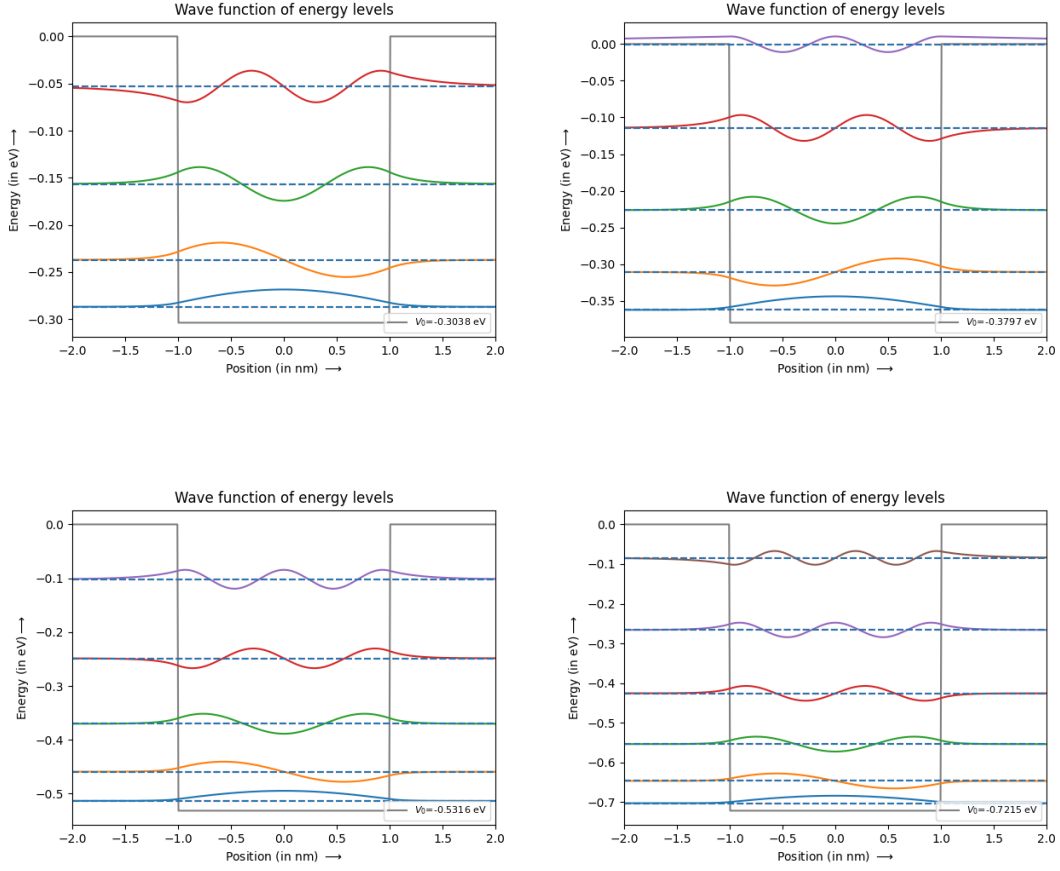 Wave function of energy levels
0.00
−0.05
−0.10
−0.15
−0.20
−0.25
−0.30
Energy (in eV) ⟶
V₀=-0.3038 eV
−2.0 −1.5 −1.0 −0.5 0.0 0.5 1.0 1.5 2.0
Position (in nm) ⟶
Wave function of energy levels
0.00
−0.05
−0.10
−0.15
−0.20
−0.25
−0.30
−0.35
Energy (in eV) ⟶
V₀=-0.3797 eV
−2.0 −1.5 −1.0 −0.5 0.0 0.5 1.0 1.5 2.0
Position (in nm) ⟶
Wave function of energy levels
0.0
−0.1
−0.2
−0.3
−0.4
−0.5
Energy (in eV) ⟶
V₀=-0.5316 eV
−2.0 −1.5 −1.0 −0.5 0.0 0.5 1.0 1.5 2.0
Position (in nm) ⟶
Wave function of energy levels
0.0
−0.1
−0.2
−0.3
−0.4
−0.5
−0.6
−0.7
Energy (in eV) ⟶
V₀=-0.7215 eV
−2.0 −1.5 −1.0 −0.5 0.0 0.5 1.0 1.5 2.0
Position (in nm) ⟶